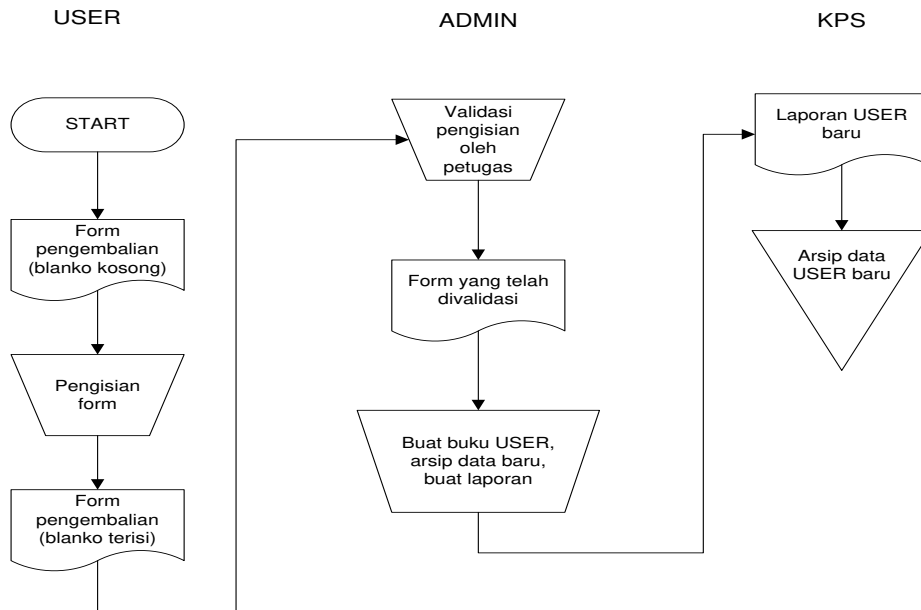 USER
START
Form
pengembalian
(blanko kosong)
Pengisian
form
Form
pengembalian
(blanko terisi)
ADMIN
Validasi
pengisian
oleh
petugas
Form yang telah
divalidasi
Buat buku USER,
arsip data baru,
buat laporan
KPS
Laporan USER
baru
Arsip data
USER baru